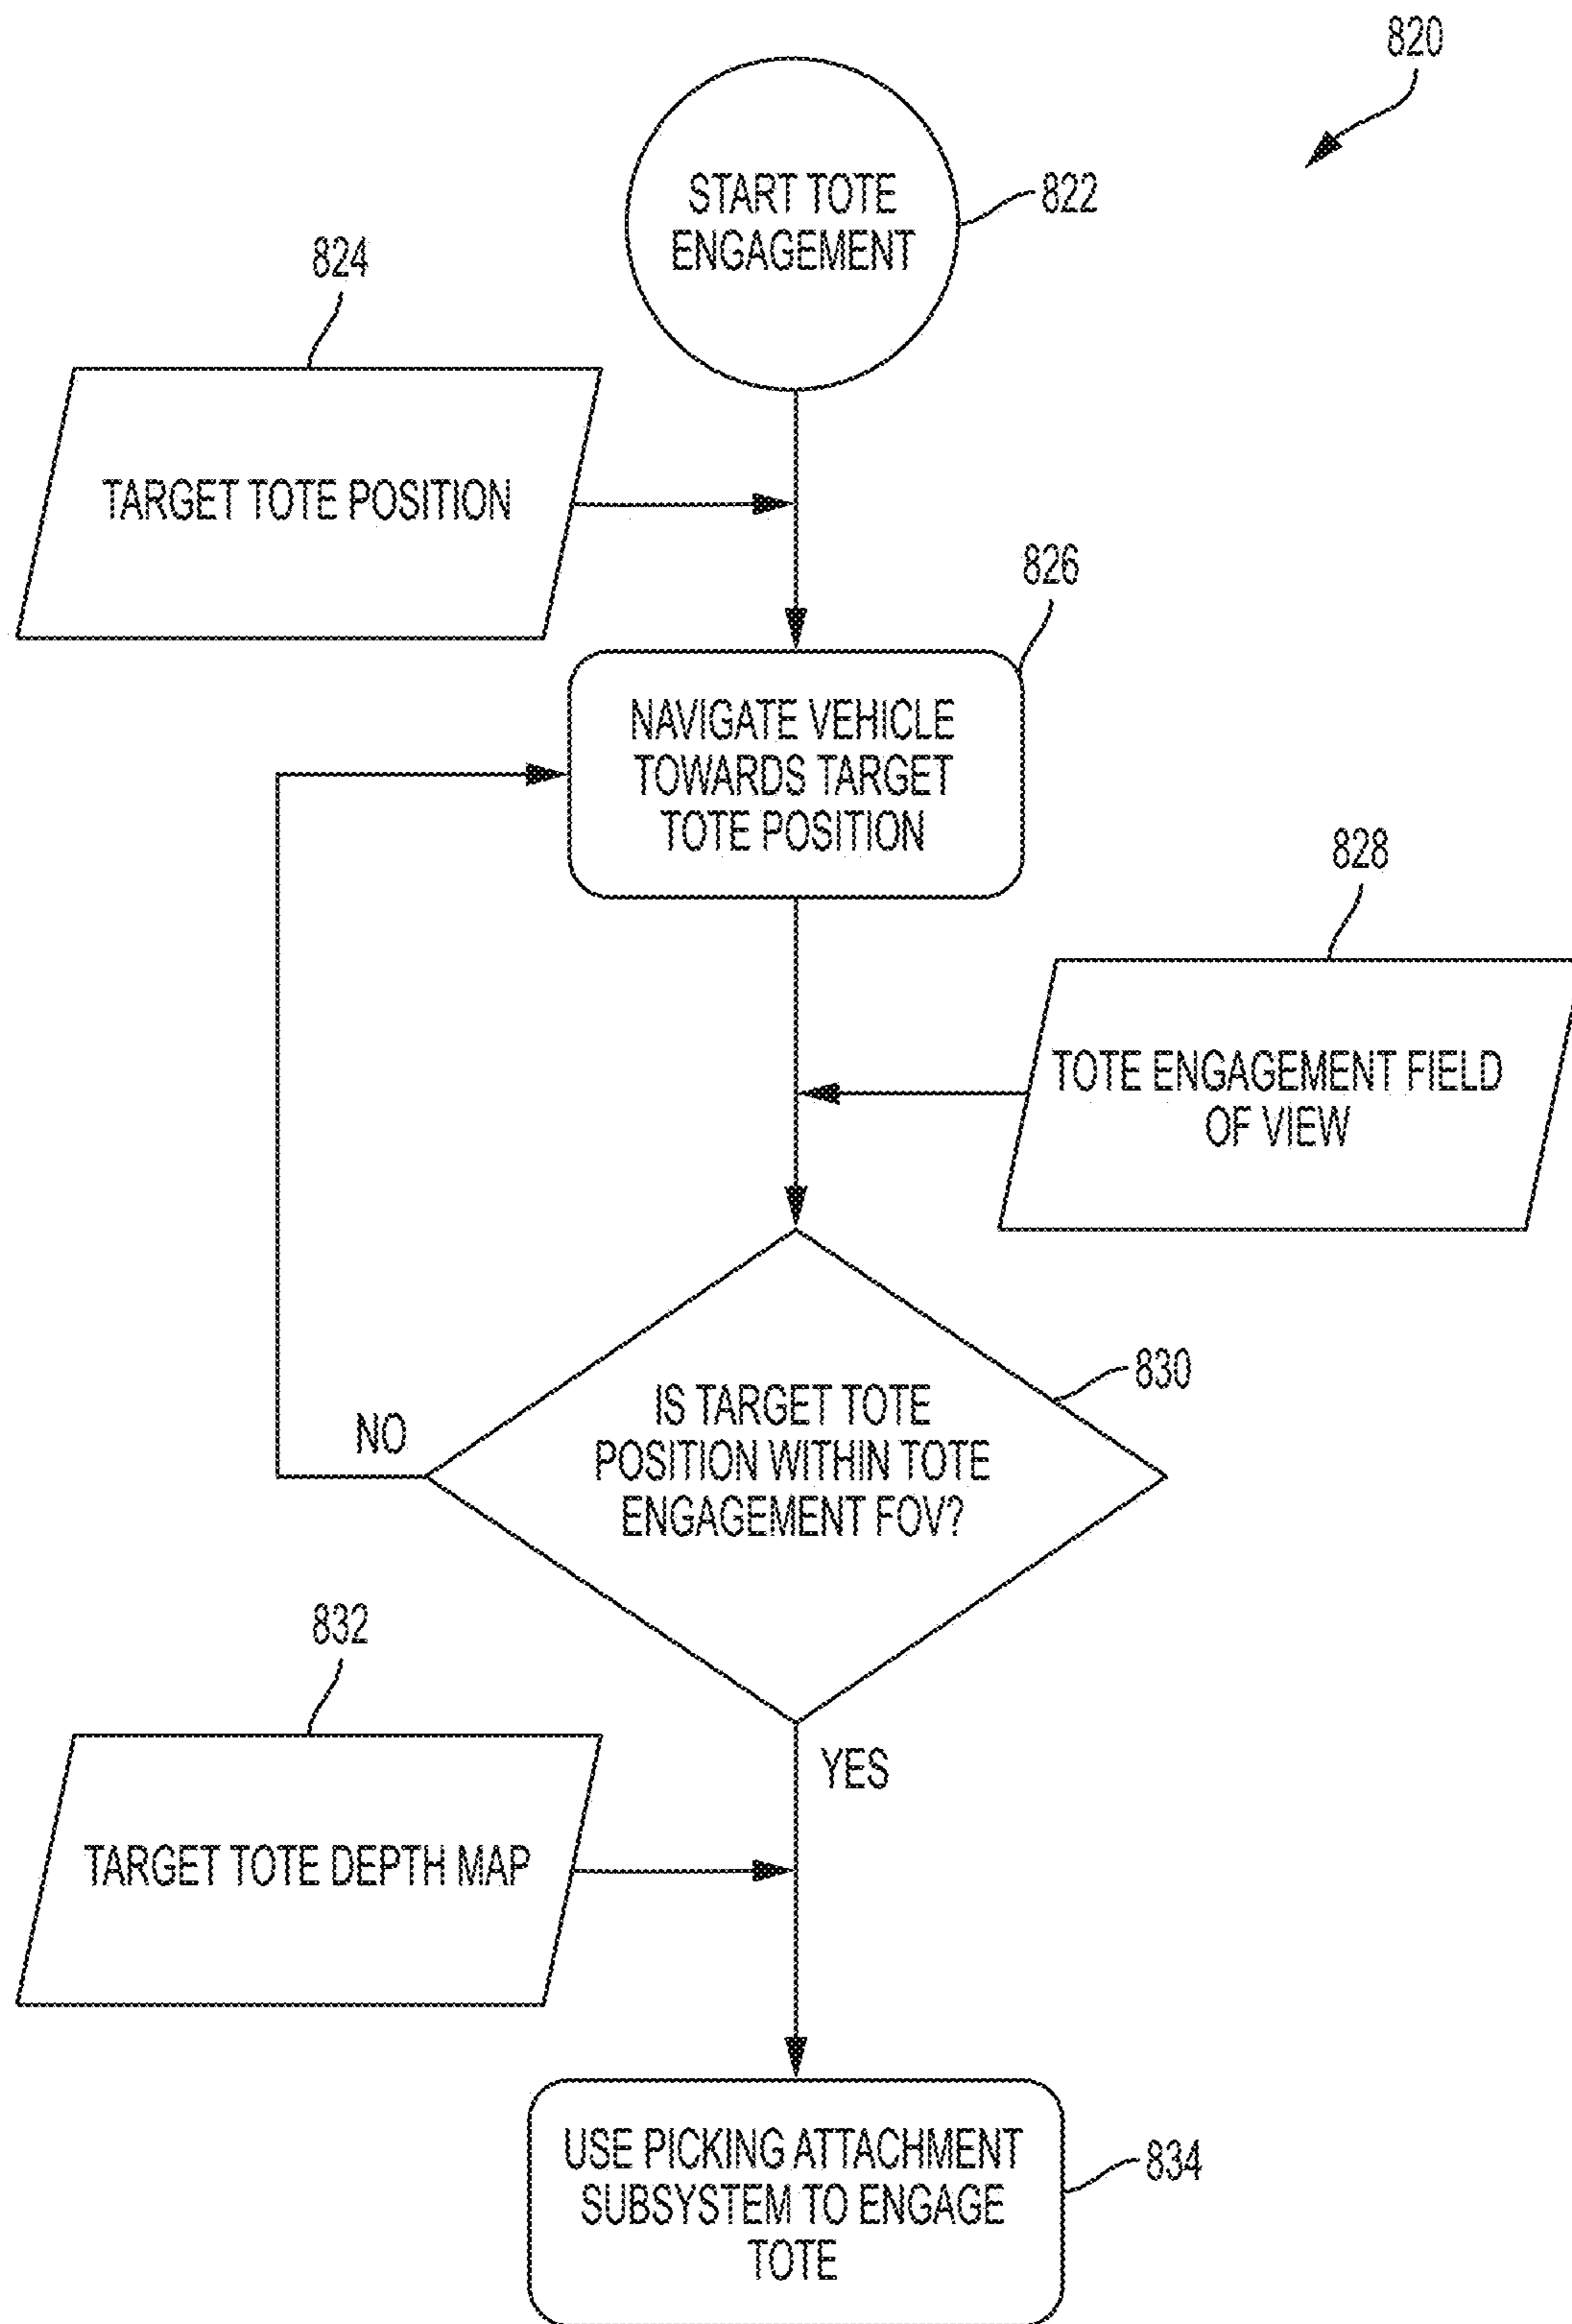 820
START TOTE
ENGAGEMENT
822
824
TARGET TOTE POSITION
826
NAVIGATE VEHICLE
TOWARDS TARGET
TOTE POSITION
828
TOTE ENGAGEMENT FIELD
OF VIEW
830
IS TARGET TOTE
POSITION WITHIN TOTE
ENGAGEMENT FOV?
NO
832
YES
TARGET TOTE DEPTH MAP
USE PICKING ATTACHMENT
SUBSYSTEM TO ENGAGE
TOTE
834